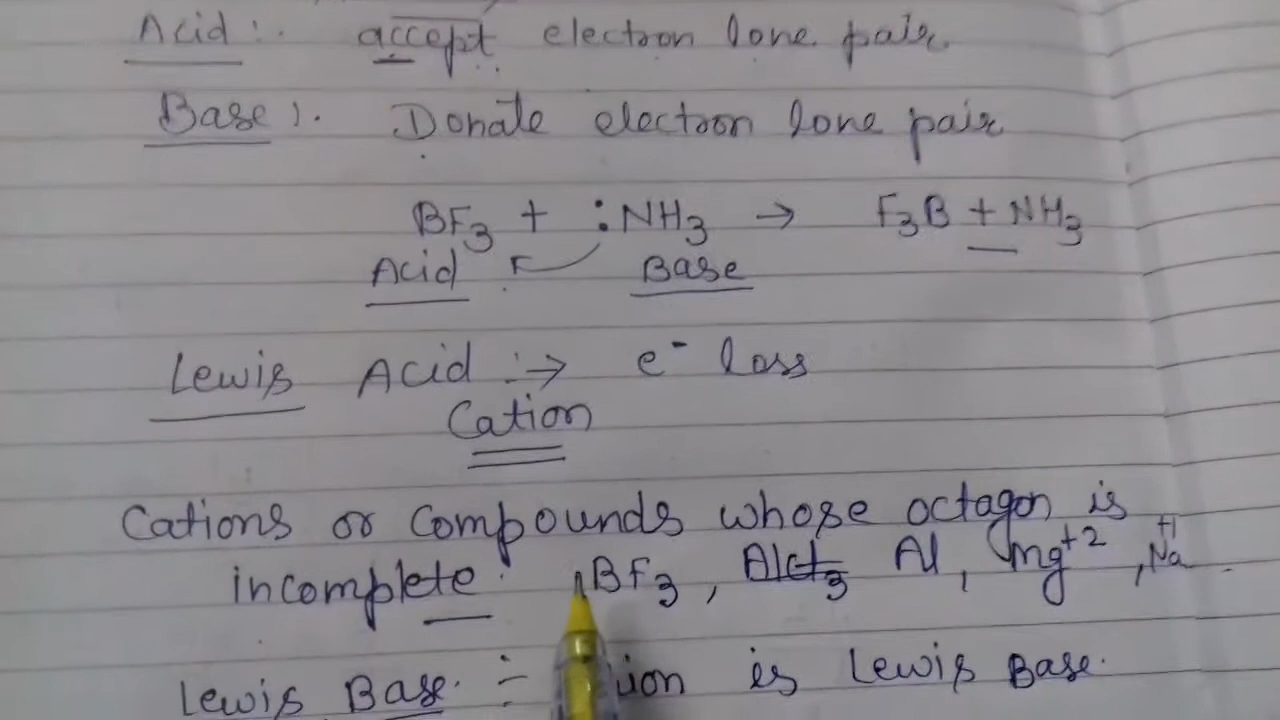 Acid :. accept electron lone pair.
Base :. Donate electron lone pair
BF3 + :NH3 → F3B + NH3
Acid Base
Lewis Acid :→ e- loss
Cation
Cations or compounds whose octagon is
incomplete. BF3, AlCl3 Al, mg+2, Na+1
Lewis Base. :- ion is Lewis Base.